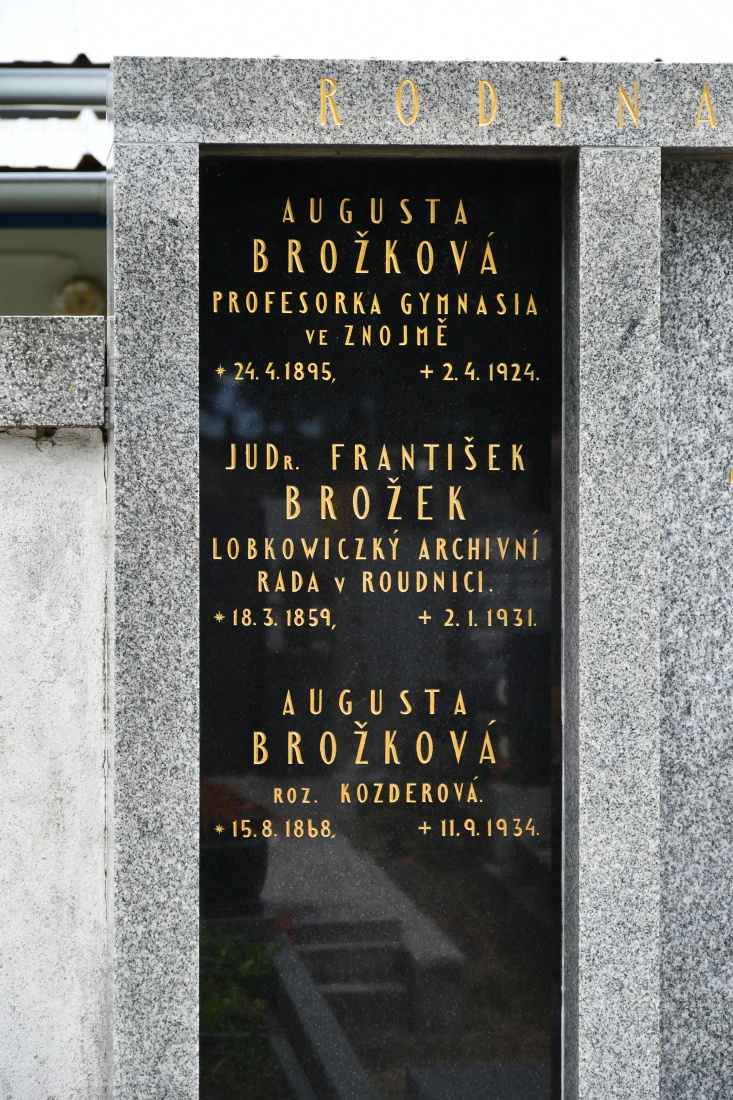 RODINA
AUGUSTA
BROŽKOVÁ
PROFESORKA GYMNASIA
VE ZNOJMĚ
* 24. 4. 1895, + 2. 4. 1924.
JUDR. FRANTIŠEK
BROŽEK
LOBKOWICZKÝ ARCHIVNÍ
RADA V ROUDNICI.
* 18. 3. 1859, + 2. 1. 1931.
AUGUSTA
BROŽKOVÁ
ROZ. KOZDEROVÁ.
* 15. 8. 1868, + 11. 9. 1934.